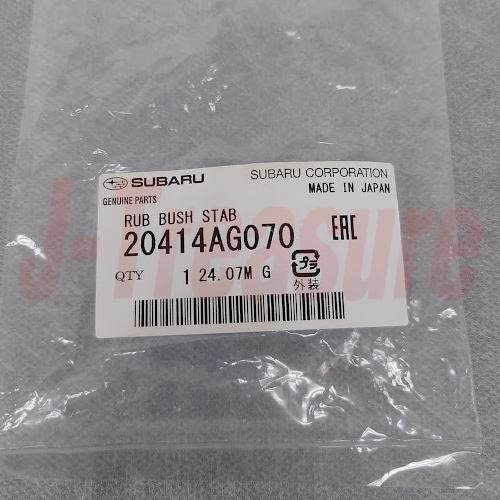 SUBARU
SUBARU CORPORATION
GENUINE PARTS
MADE IN JAPAN
RUB BUSH STAB
20414AG070
EAC
QTY 1 24.07M G
プラ
外装
J-Treasure